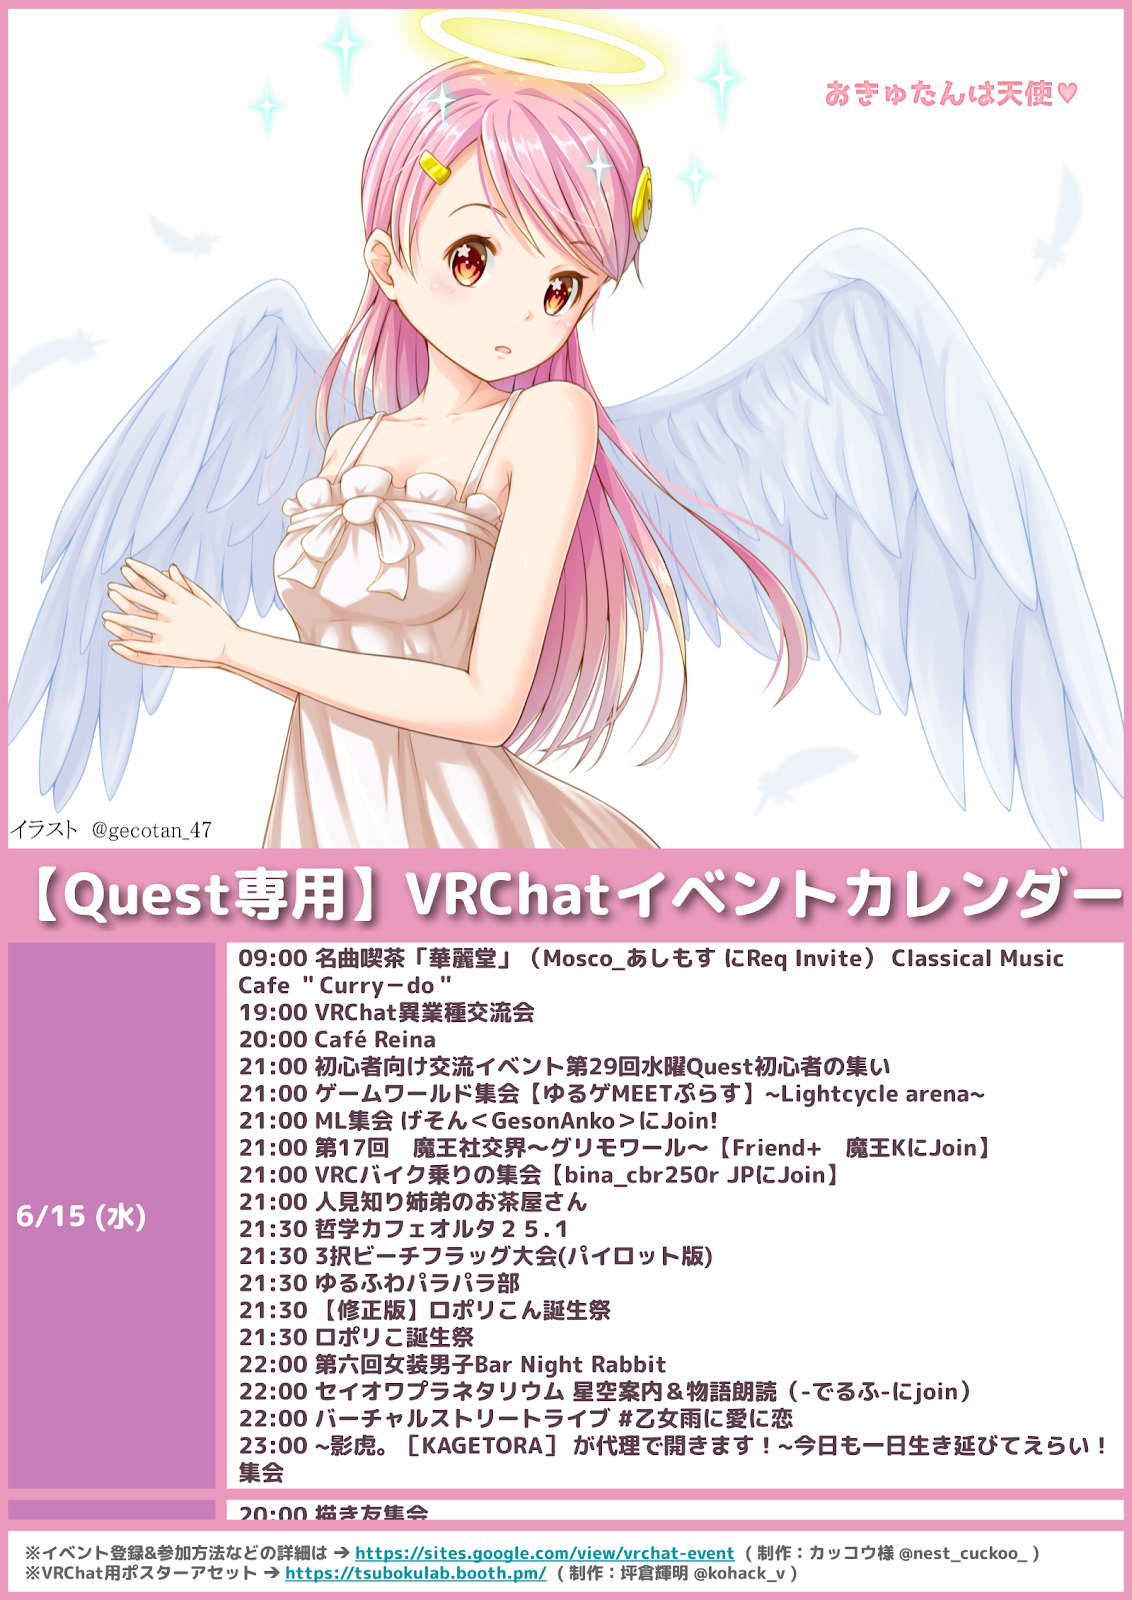 おきゅたんは天使♥
イラスト @gecotan_47
【Quest専用】VRChatイベントカレンダー
6/15 (水)
09:00 名曲喫茶「華麗堂」（Mosco_あしもす にReq Invite） Classical Music
Cafe ＂Curry－do＂
19:00 VRChat異業種交流会
20:00 Café Reina
21:00 初心者向け交流イベント第29回水曜Quest初心者の集い
21:00 ゲームワールド集会【ゆるゲMEETぷらす】~Lightcycle arena~
21:00 ML集会 げそん＜GesonAnko＞にJoin!
21:00 第17回　魔王社交界～グリモワール～【Friend+　魔王KにJoin】
21:00 VRCバイク乗りの集会【bina_cbr250r JPにJoin】
21:00 人見知り姉弟のお茶屋さん
21:30 哲学カフェオルタ２５.１
21:30 3択ビーチフラッグ大会(パイロット版)
21:30 ゆるふわパラパラ部
21:30 【修正版】ロポリこん誕生祭
21:30 ロポリこ誕生祭
22:00 第六回女装男子Bar Night Rabbit
22:00 セイオワプラネタリウム 星空案内＆物語朗読（-でるふ-にjoin）
22:00 バーチャルストリートライブ #乙女雨に愛に恋
23:00 ~影虎。［KAGETORA］ が代理で開きます！~今日も一日生き延びてえらい！
集会
20:00 描き友集会
※イベント登録&参加方法などの詳細は ➔ https://sites.google.com/view/vrchat-event ( 制作：カッコウ様 @nest_cuckoo_ )
※VRChat用ポスターアセット ➔ https://tsubokulab.booth.pm/ ( 制作：坪倉輝明 @kohack_v )